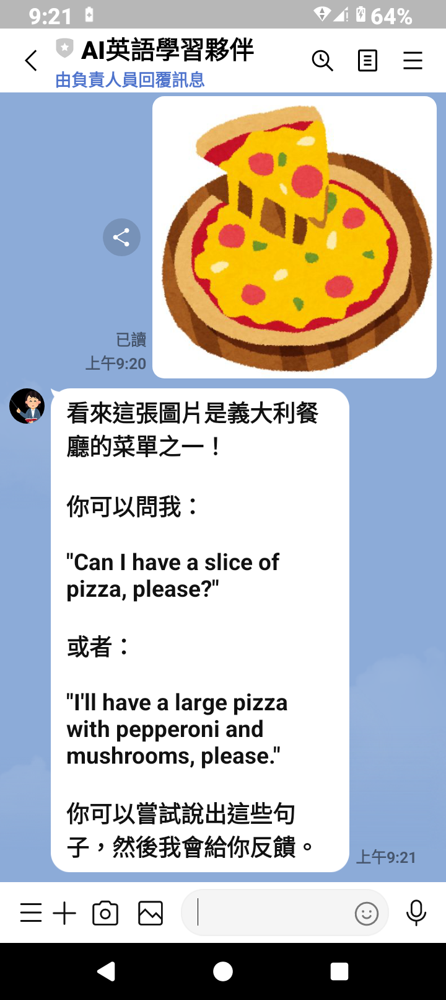 9:21
64%
AI英語學習夥伴
由負責人員回覆訊息
已讀
上午9:20
看來這張圖片是義大利餐
廳的菜單之一！
你可以問我：
"Can I have a slice of
pizza, please?"
或者：
"I'll have a large pizza
with pepperoni and
mushrooms, please."
你可以嘗試說出這些句
子，然後我會給你反饋。
上午9:21